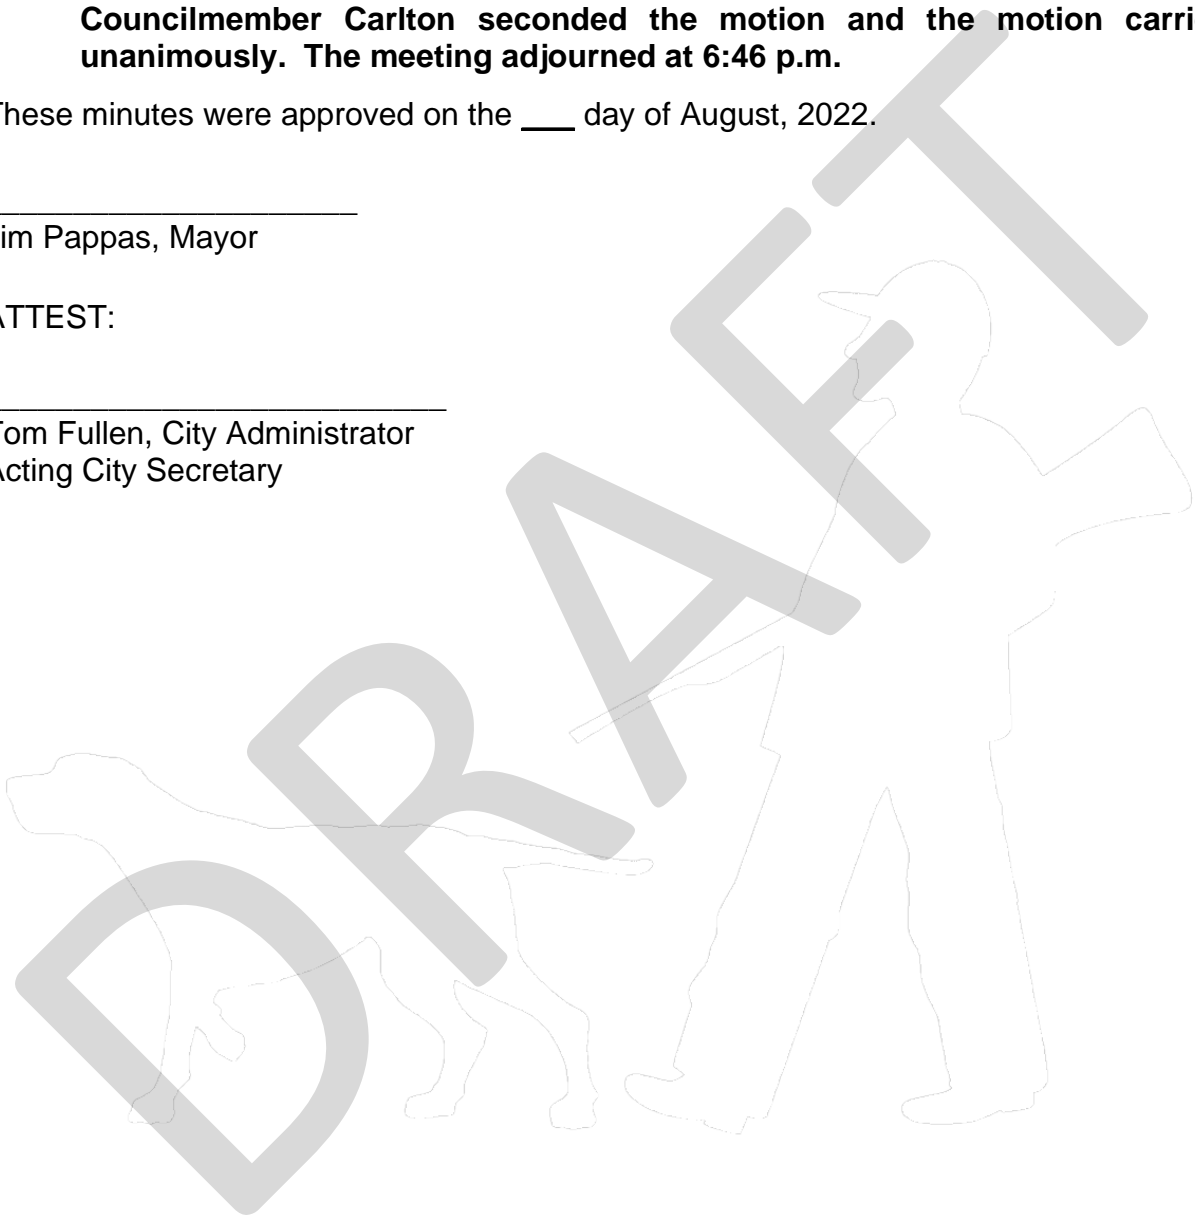 Councilmember Carlton seconded the motion and the motion carri
unanimously. The meeting adjourned at 6:46 p.m.
These minutes were approved on the ___ day of August, 2022.
im Pappas, Mayor
ATTEST:
Tom Fullen, City Administrator
Acting City Secretary
DRAFT